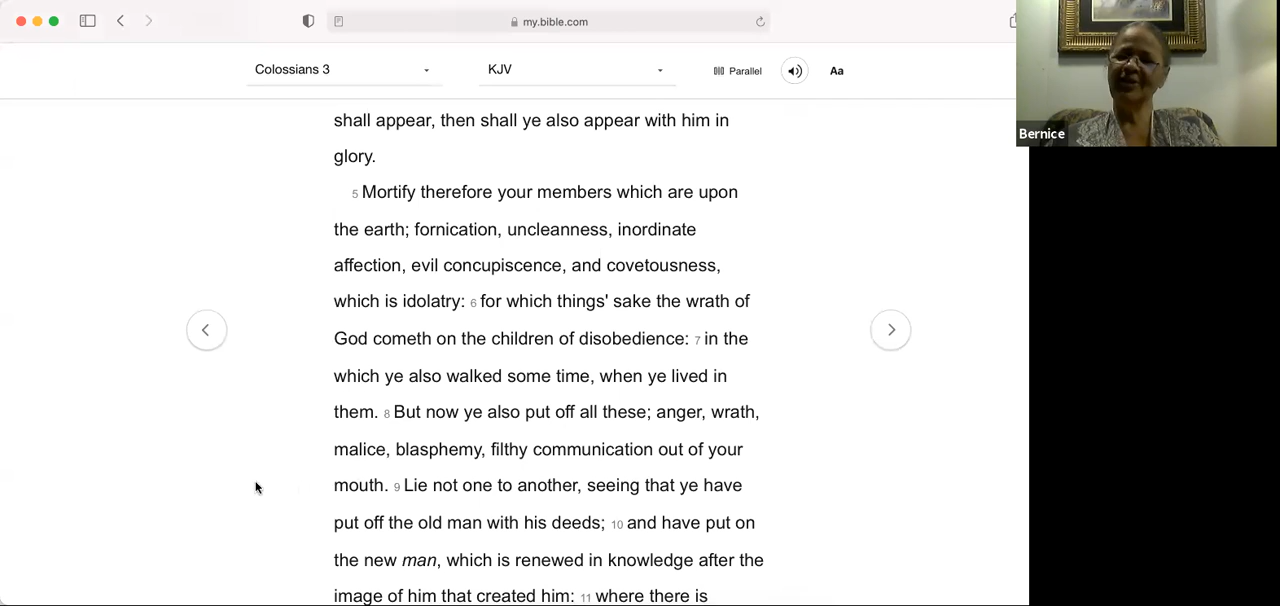 my.bible.com
Colossians 3
KJV
Parallel
Aa
Bernice
shall appear, then shall ye also appear with him in
glory.
5 Mortify therefore your members which are upon
the earth; fornication, uncleanness, inordinate
affection, evil concupiscence, and covetousness,
which is idolatry: 6 for which things' sake the wrath of
God cometh on the children of disobedience: 7 in the
which ye also walked some time, when ye lived in
them. 8 But now ye also put off all these; anger, wrath,
malice, blasphemy, filthy communication out of your
mouth. 9 Lie not one to another, seeing that ye have
put off the old man with his deeds; 10 and have put on
the new man, which is renewed in knowledge after the
image of him that created him: 11 where there is